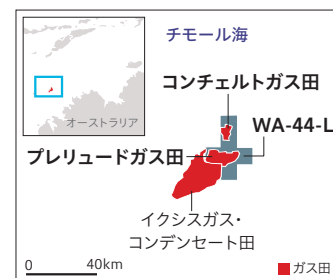 チモール海
コンチェルトガス田
オーストラリア
WA-44-L
プレリュードガス田
イクシスガス・
コンデンセート田
0 40km
ガス田